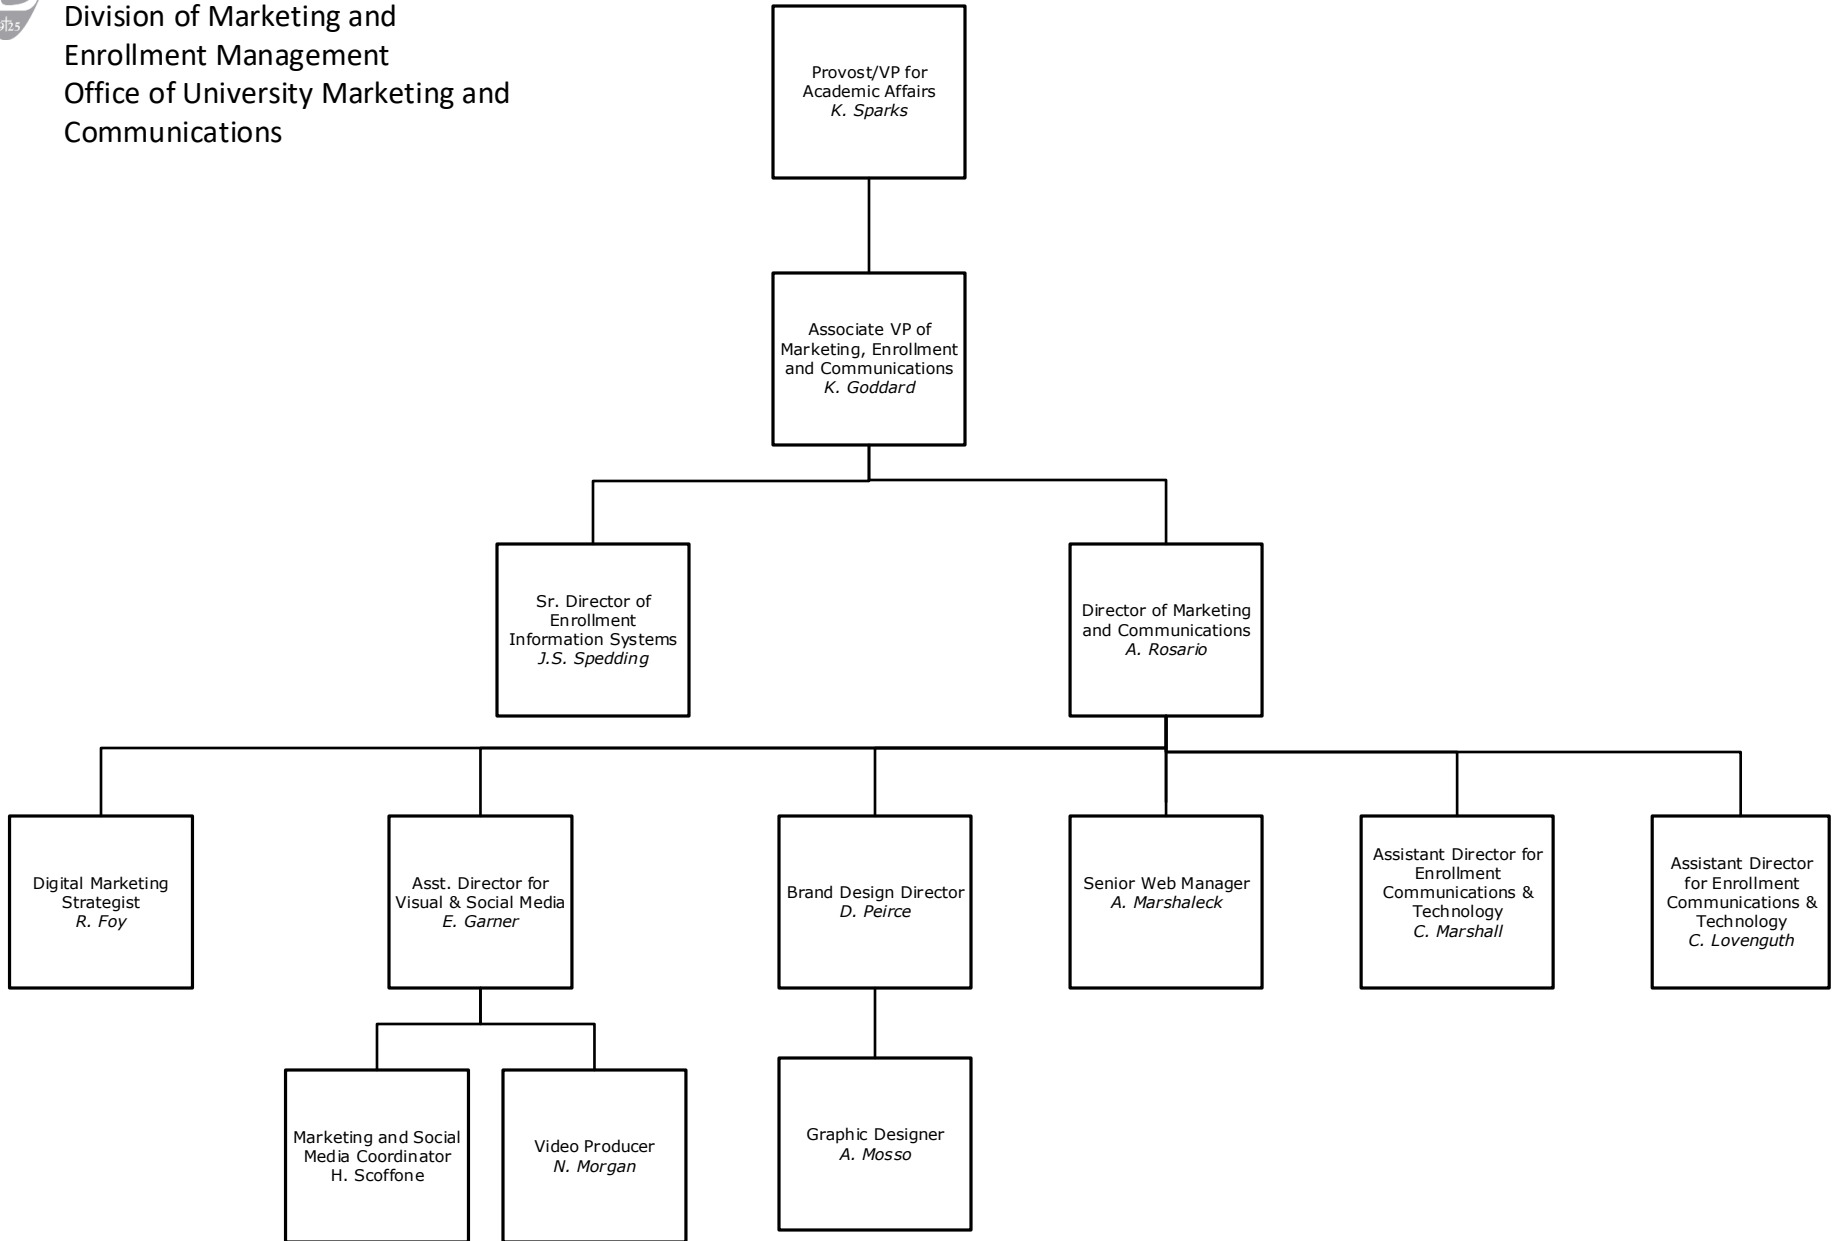 Division of Marketing and
Enrollment Management
Office of University Marketing and
Communications
Provost/VP for
Academic Affairs
K. Sparks
Associate VP of
Marketing, Enrollment
and Communications
K. Goddard
Sr. Director of
Enrollment
Information Systems
J.S. Spedding
Director of Marketing
and Communications
A. Rosario
Digital Marketing
Strategist
R. Foy
Asst. Director for
Visual & Social Media
E. Garner
Brand Design Director
D. Peirce
Senior Web Manager
A. Marshaleck
Assistant Director for
Enrollment
Communications &
Technology
C. Marshall
Assistant Director
for Enrollment
Communications &
Technology
C. Lovenguth
Marketing and Social
Media Coordinator
H. Scoffone
Video Producer
N. Morgan
Graphic Designer
A. Mosso